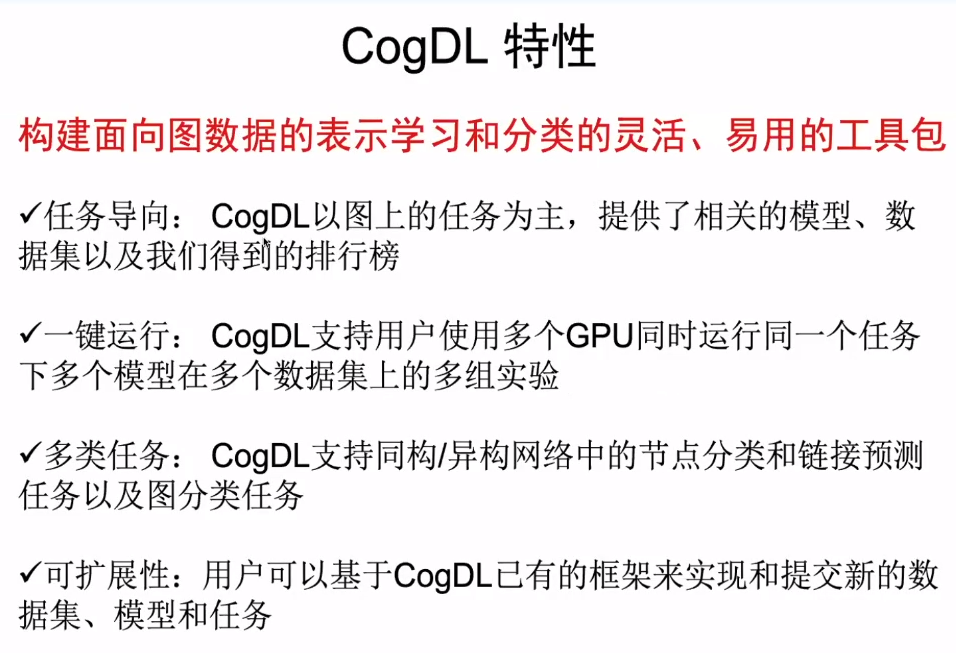 CogDL 特性
构建面向图数据的表示学习和分类的灵活、易用的工具包
✓任务导向： CogDL以图上的任务为主，提供了相关的模型、数
据集以及我们得到的排行榜
✓一键运行： CogDL支持用户使用多个GPU同时运行同一个任务
下多个模型在多个数据集上的多组实验
✓多类任务： CogDL支持同构/异构网络中的节点分类和链接预测
任务以及图分类任务
✓可扩展性：用户可以基于CogDL已有的框架来实现和提交新的数
据集、模型和任务